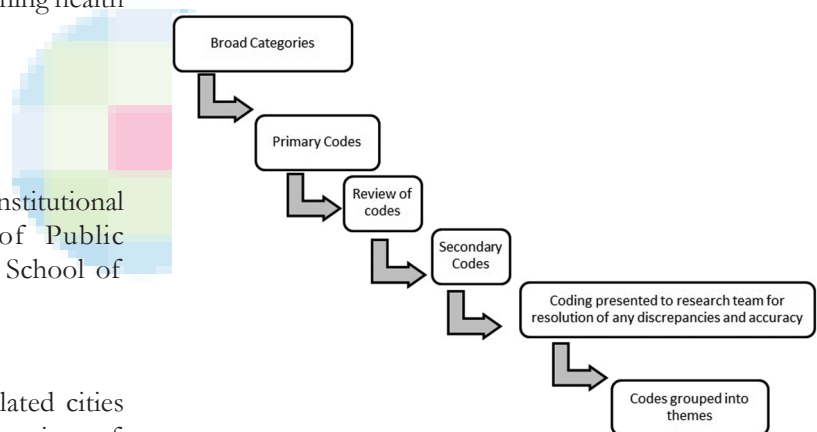 health
nstitutional
of Public
School of
lated cities
Broad Categories
Primary Codes
Review of
codes
Secondary
Codes
Coding presented to research team for
resolution of any discrepancies and accuracy
Codes grouped into
themes